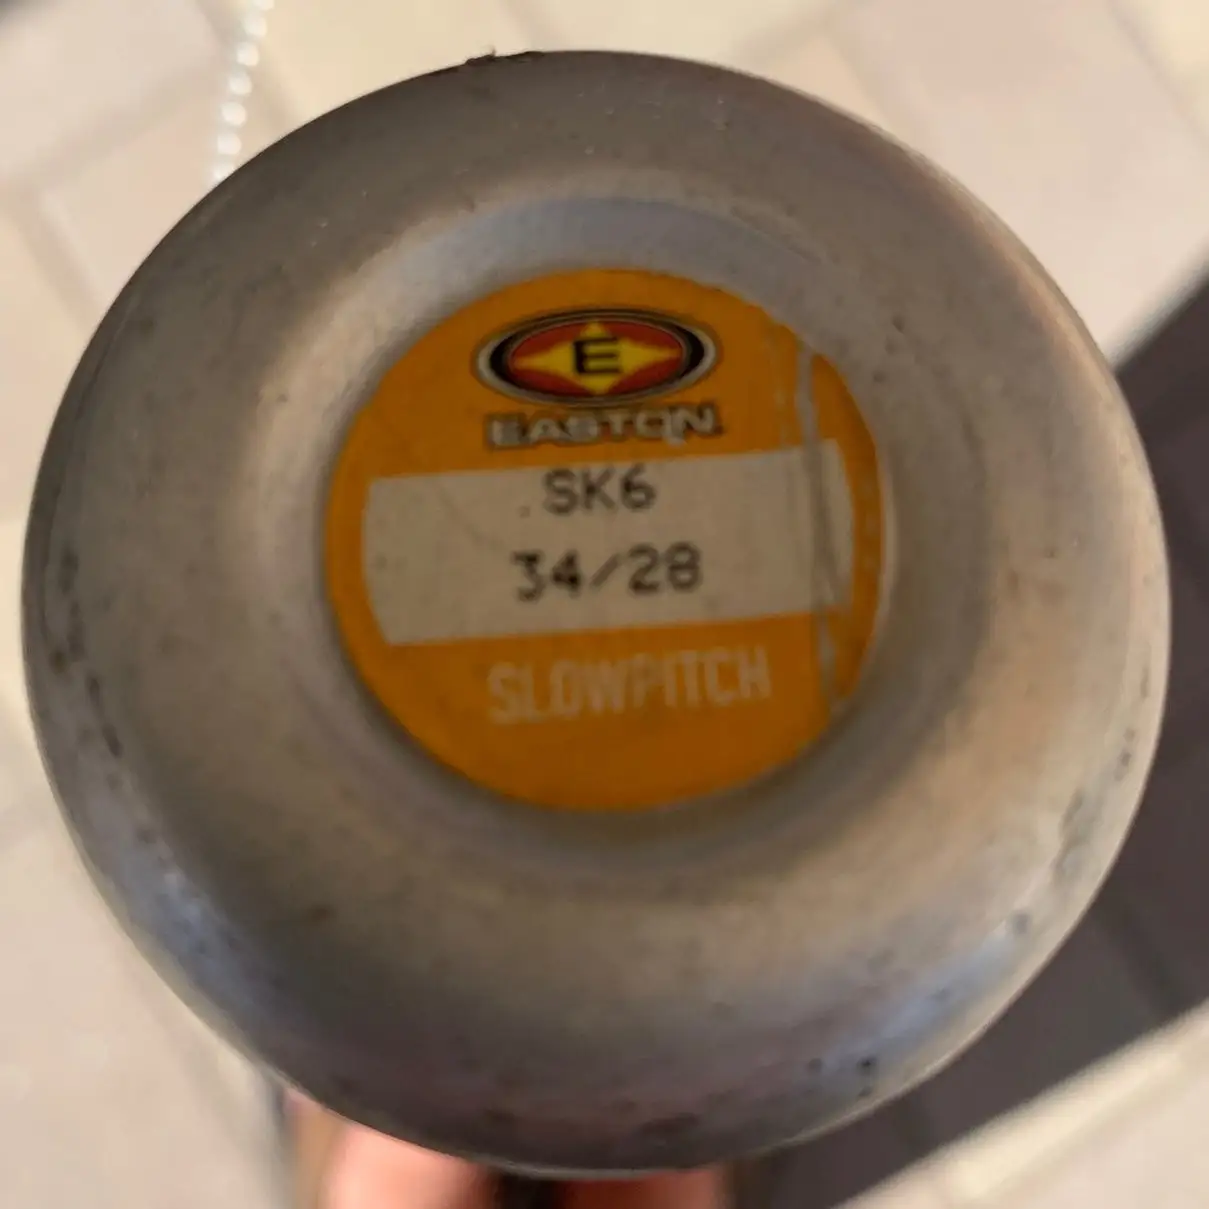 E
EASTON
SK6
34/28
SLOWPITCH